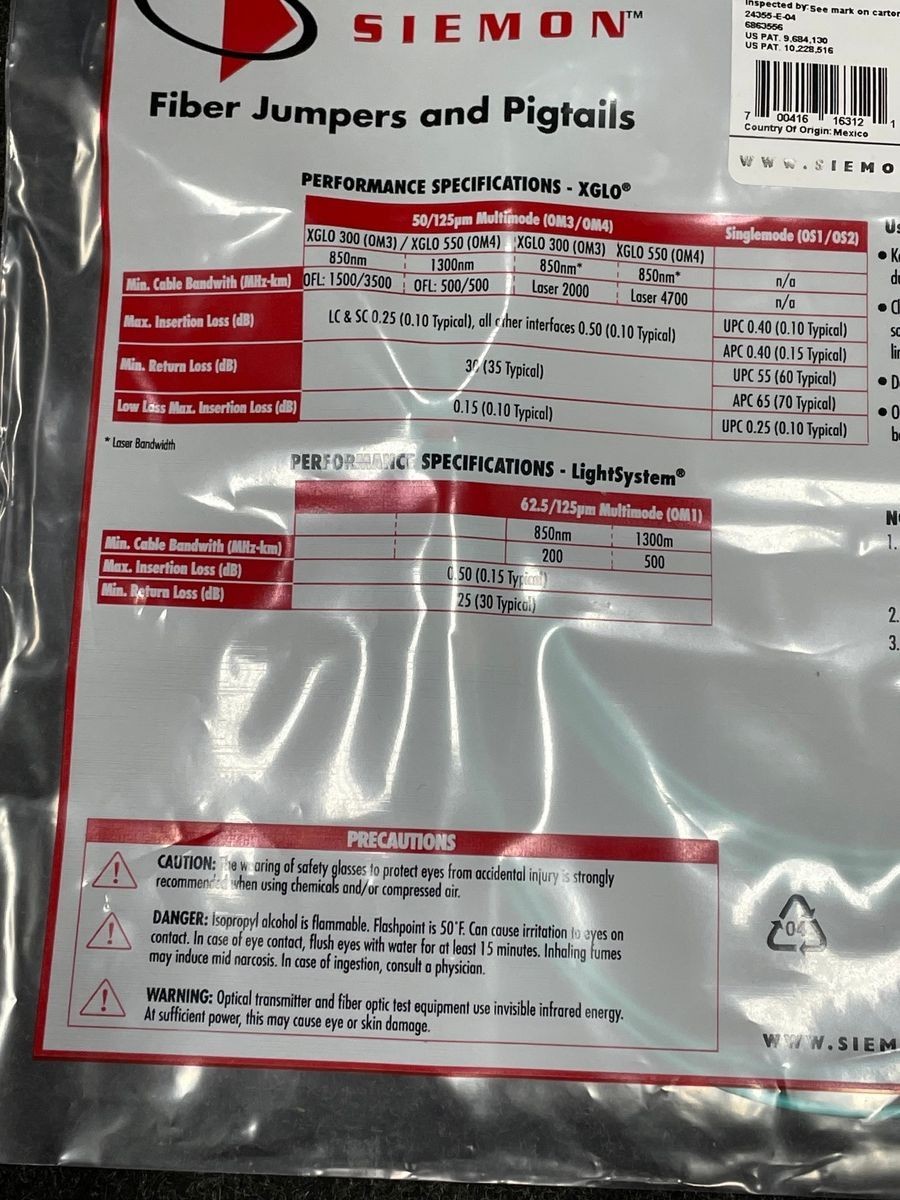 SIEMON™
Inspected by:See mark on carton
24355-E-04
6863556
US PAT. 9,684,130
US PAT. 10,228,516
7 00416 16312 1
Country Of Origin: Mexico
WWW.SIEMO
Fiber Jumpers and Pigtails
PERFORMANCE SPECIFICATIONS - XGLO®
50/125µm Multimode (OM3/OM4) Singlemode (OS1/OS2)
XGLO 300 (OM3) / XGLO 550 (OM4) XGLO 300 (OM3) XGLO 550 (OM4)
850nm 1300nm 850nm* 850nm* n/a
Min. Cable Bandwith (MHz-km) OFL: 1500/3500 OFL: 500/500 Laser 2000 Laser 4700 n/a
Max. Insertion Loss (dB) LC & SC 0.25 (0.10 Typical), all other interfaces 0.50 (0.10 Typical) UPC 0.40 (0.10 Typical)
APC 0.40 (0.15 Typical)
Min. Return Loss (dB) 30 (35 Typical) UPC 55 (60 Typical)
APC 65 (70 Typical)
Low Loss Max. Insertion Loss (dB) 0.15 (0.10 Typical) UPC 0.25 (0.10 Typical)
* Laser Bandwidth
PERFORMANCE SPECIFICATIONS - LightSystem®
62.5/125µm Multimode (OM1)
850nm 1300m
Min. Cable Bandwith (MHz-km) 200 500
Max. Insertion Loss (dB) 0.50 (0.15 Typical)
Min. Return Loss (dB) 25 (30 Typical)
1.
2.
3.
PRECAUTIONS
CAUTION: The wearing of safety glasses to protect eyes from accidental injury is strongly
recommended when using chemicals and/or compressed air.
DANGER: Isopropyl alcohol is flammable. Flashpoint is 50°F. Can cause irritation to eyes on
contact. In case of eye contact, flush eyes with water for at least 15 minutes. Inhaling fumes
may induce mid narcosis. In case of ingestion, consult a physician.
WARNING: Optical transmitter and fiber optic test equipment use invisible infrared energy.
At sufficient power, this may cause eye or skin damage.
04
WWW.SIEM